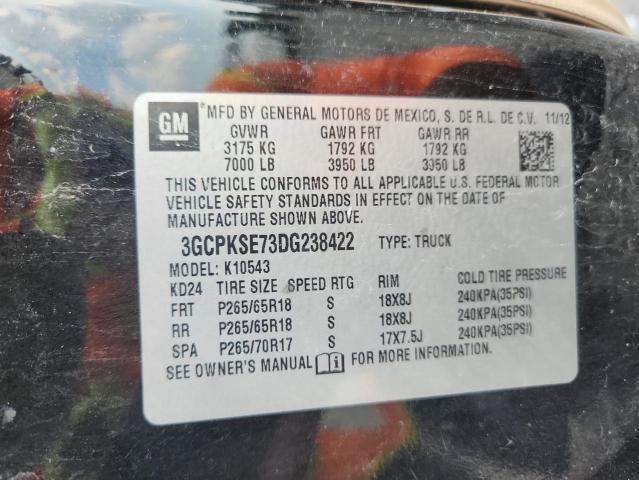 GM *MFD BY GENERAL MOTORS DE MEXICO, S. DE R.L. DE C.V. 11/12
GVWR GAWR FRT GAWR RR
3175 KG 1792 KG 1792 KG
7000 LB 3950 LB 3950 LB
THIS VEHICLE CONFORMS TO ALL APPLICABLE U.S. FEDERAL MOTOR
VEHICLE SAFETY STANDARDS IN EFFECT ON THE DATE OF
MANUFACTURE SHOWN ABOVE.
3GCPKSE73DG238422 TYPE: TRUCK
MODEL: K10543
KD24 TIRE SIZE SPEED RTG RIM COLD TIRE PRESSURE
FRT P265/65R18 S 18X8J 240KPA(35PSI)
RR P265/65R18 S 18X8J 240KPA(35PSI)
SPA P265/70R17 S 17X7.5J 240KPA(35PSI)
SEE OWNER'S MANUAL FOR MORE INFORMATION.